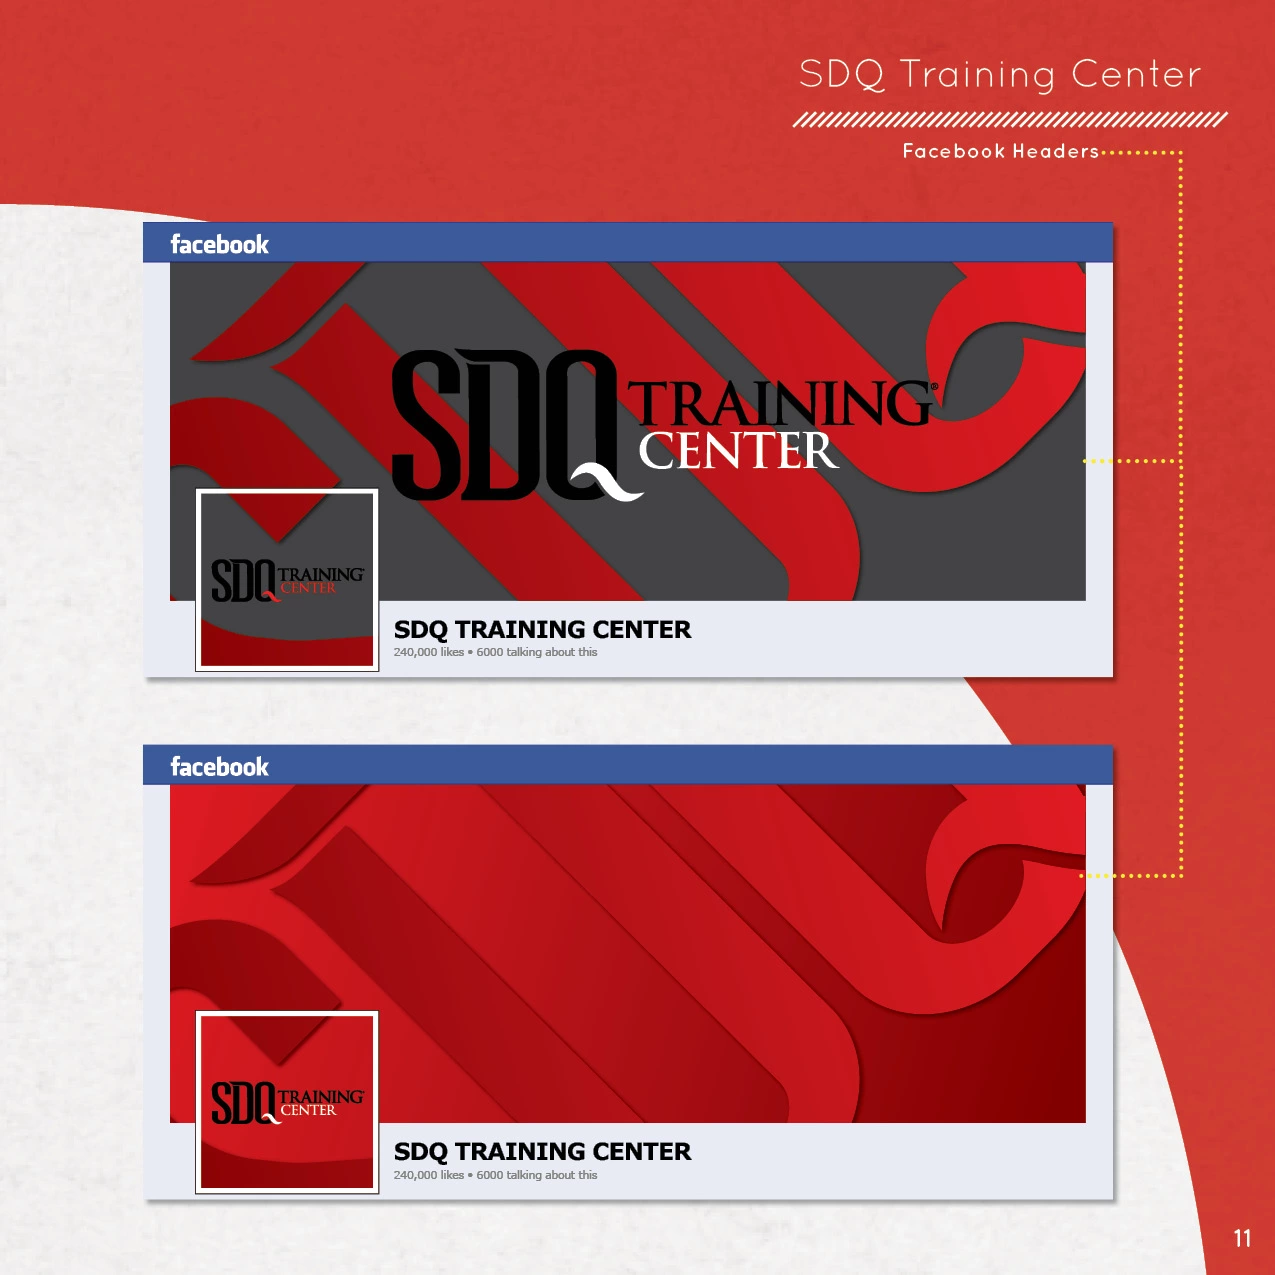 SDQ Training Center
Facebook Headers
facebook
SDQ TRAINING®
CENTER
SDQ TRAINING
CENTER
SDQ TRAINING CENTER
240,000 likes • 6000 talking about this
facebook
SDQ TRAINING
CENTER
SDQ TRAINING CENTER
240,000 likes • 6000 talking about this
11